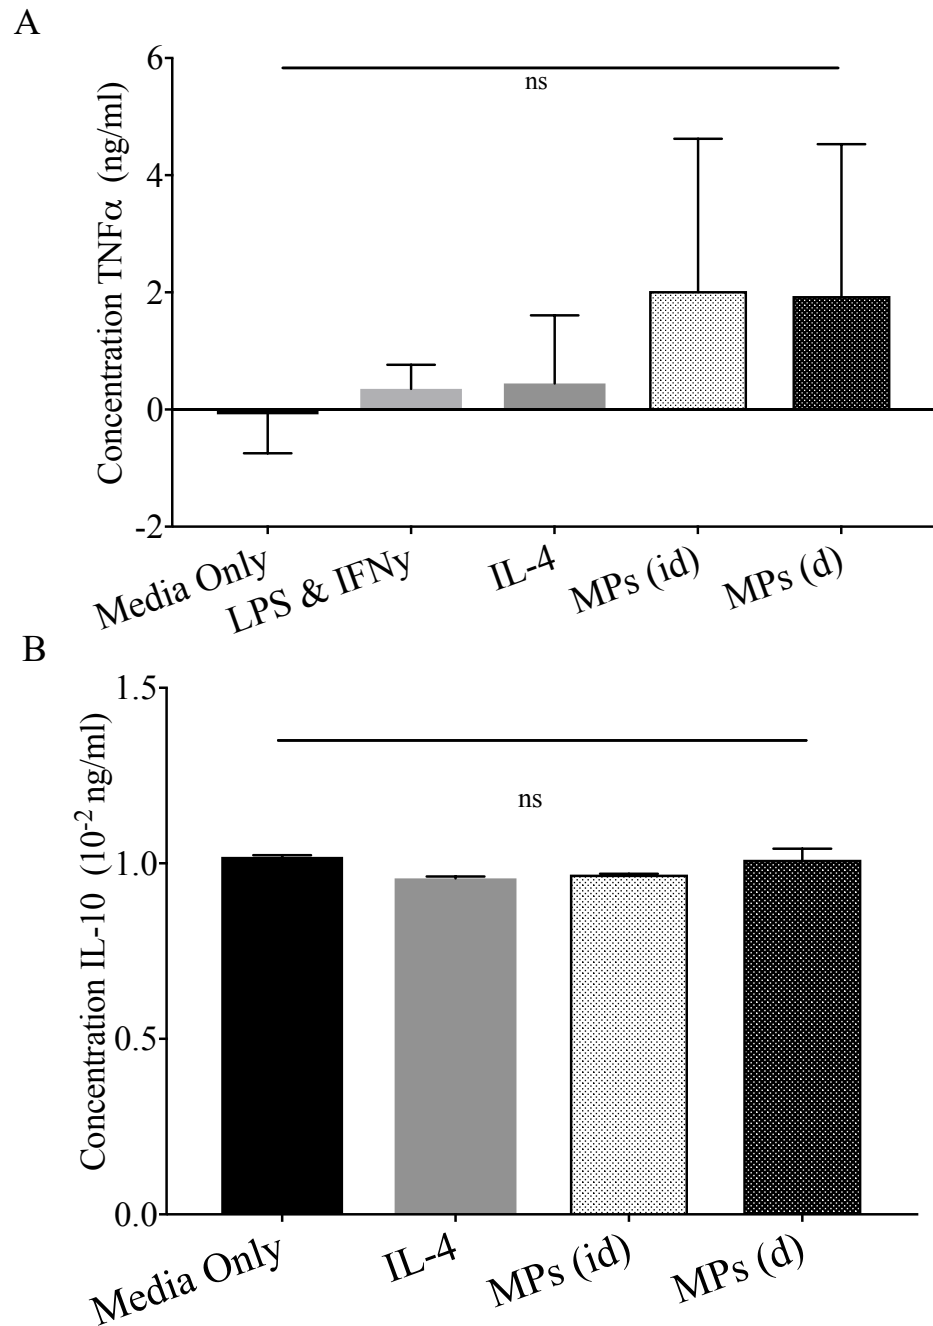 A
Concentration TNFα (ng/ml)
6
4
2
0
-2
ns
Media Only
LPS & IFNy
IL-4
MPs (id)
MPs (d)
B
Concentration IL-10 (10⁻² ng/ml)
1.5
1.0
0.5
0.0
ns
Media Only
IL-4
MPs (id)
MPs (d)